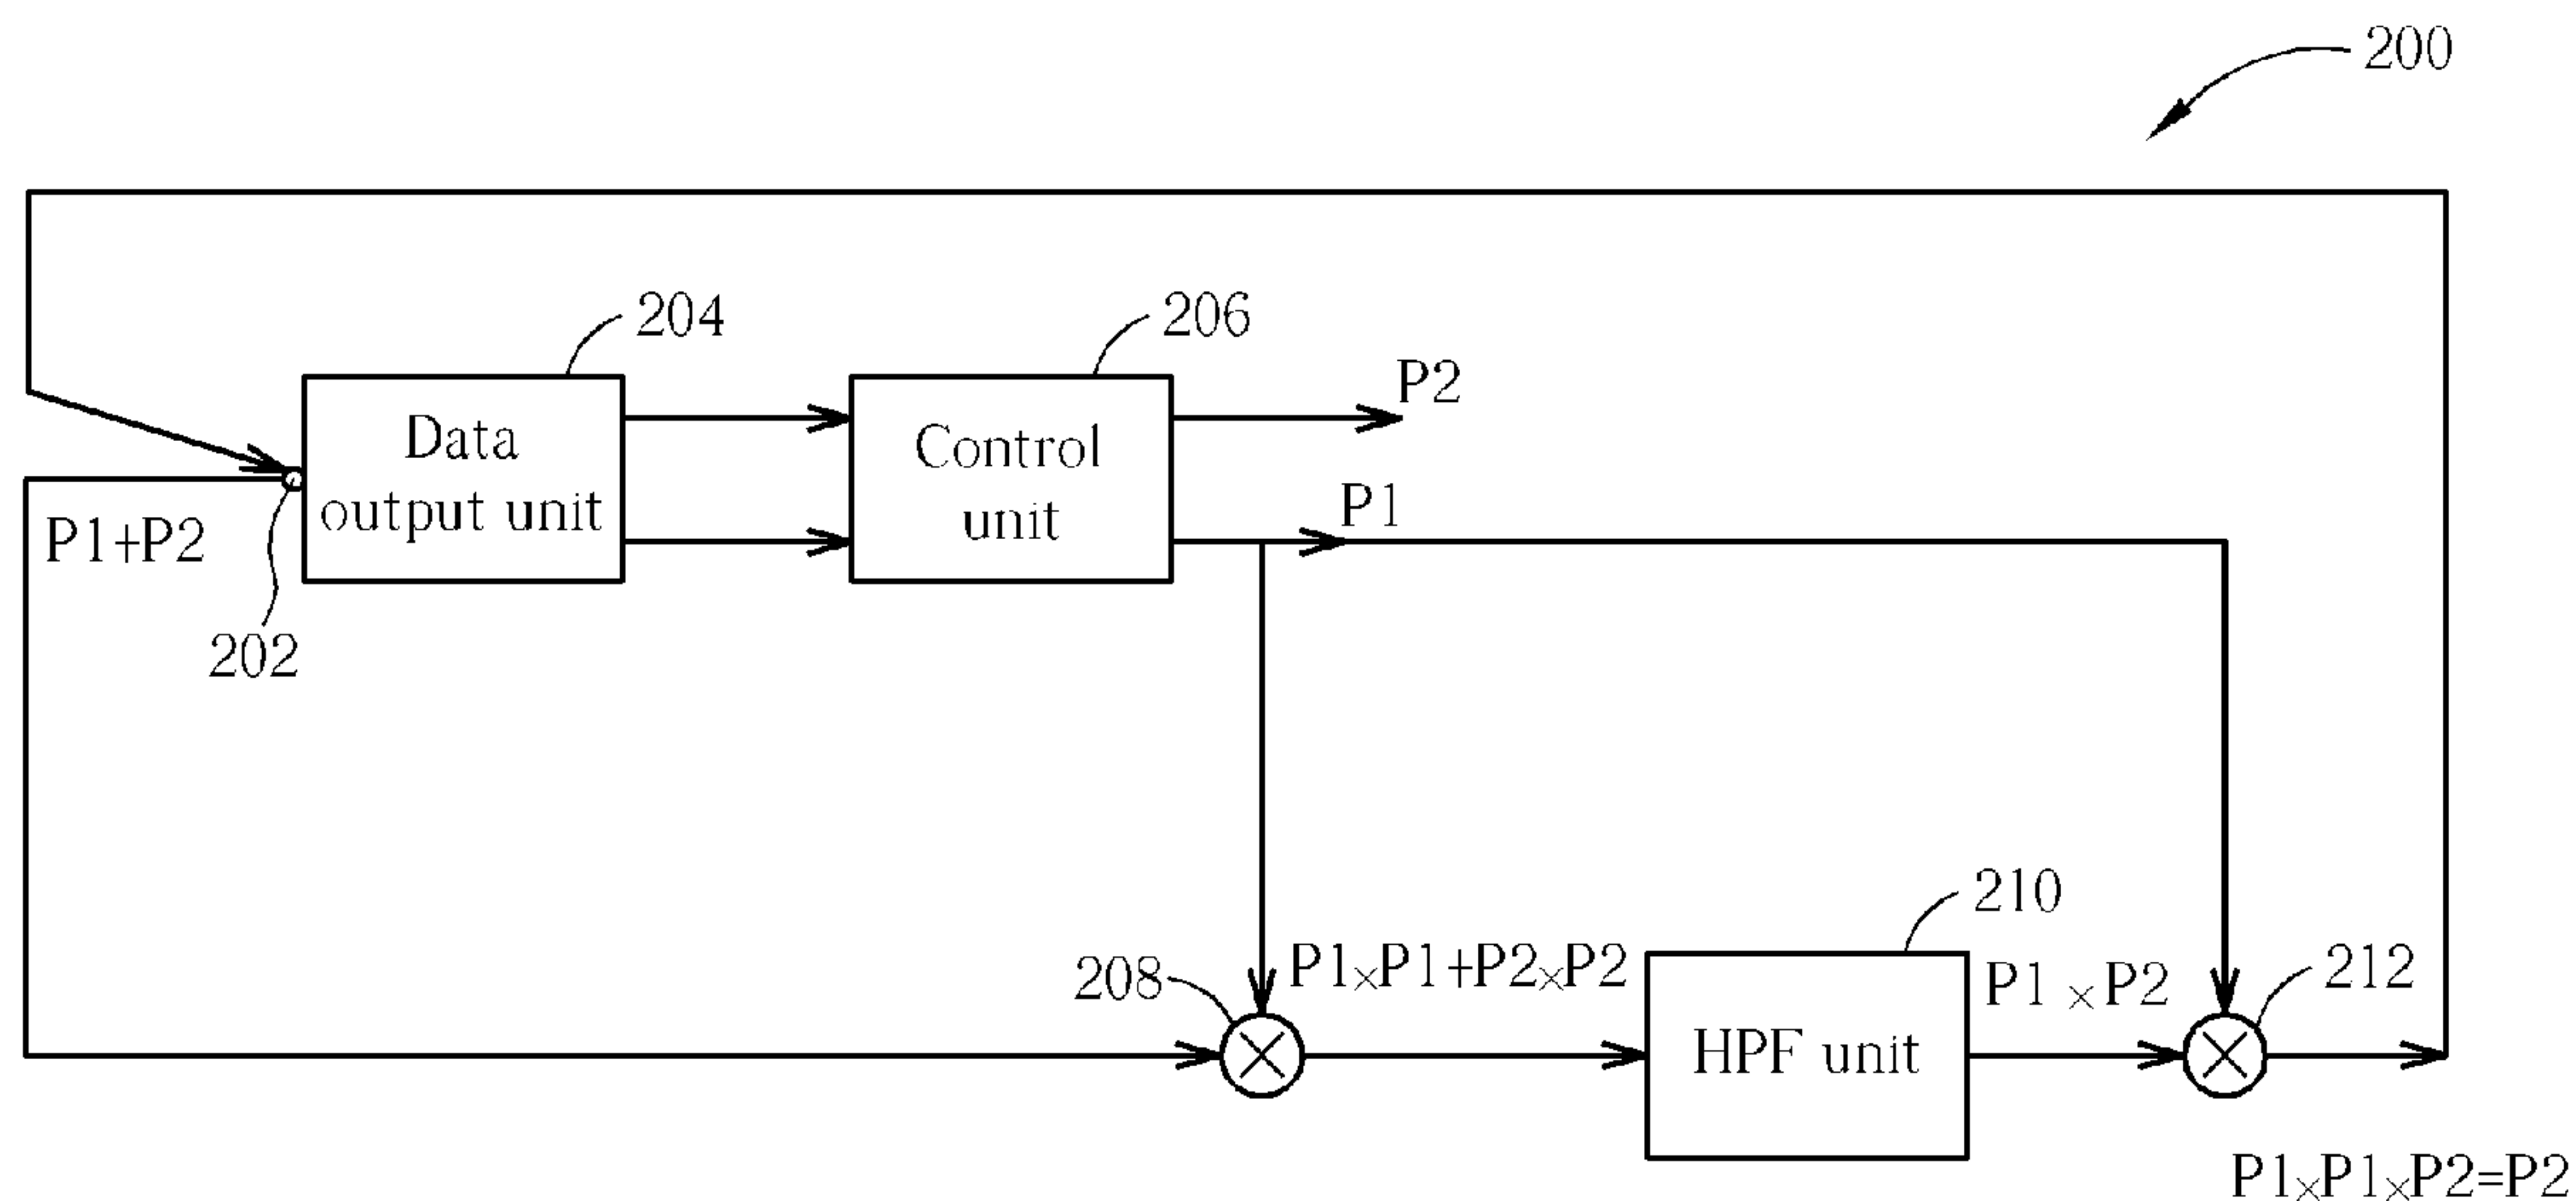 200
204
206
P2
Data
output unit
Control
unit
P1
P1+P2
202
210
208
P1×P1+P2×P2
P1 ×P2
212
HPF unit
P1×P1×P2=P2